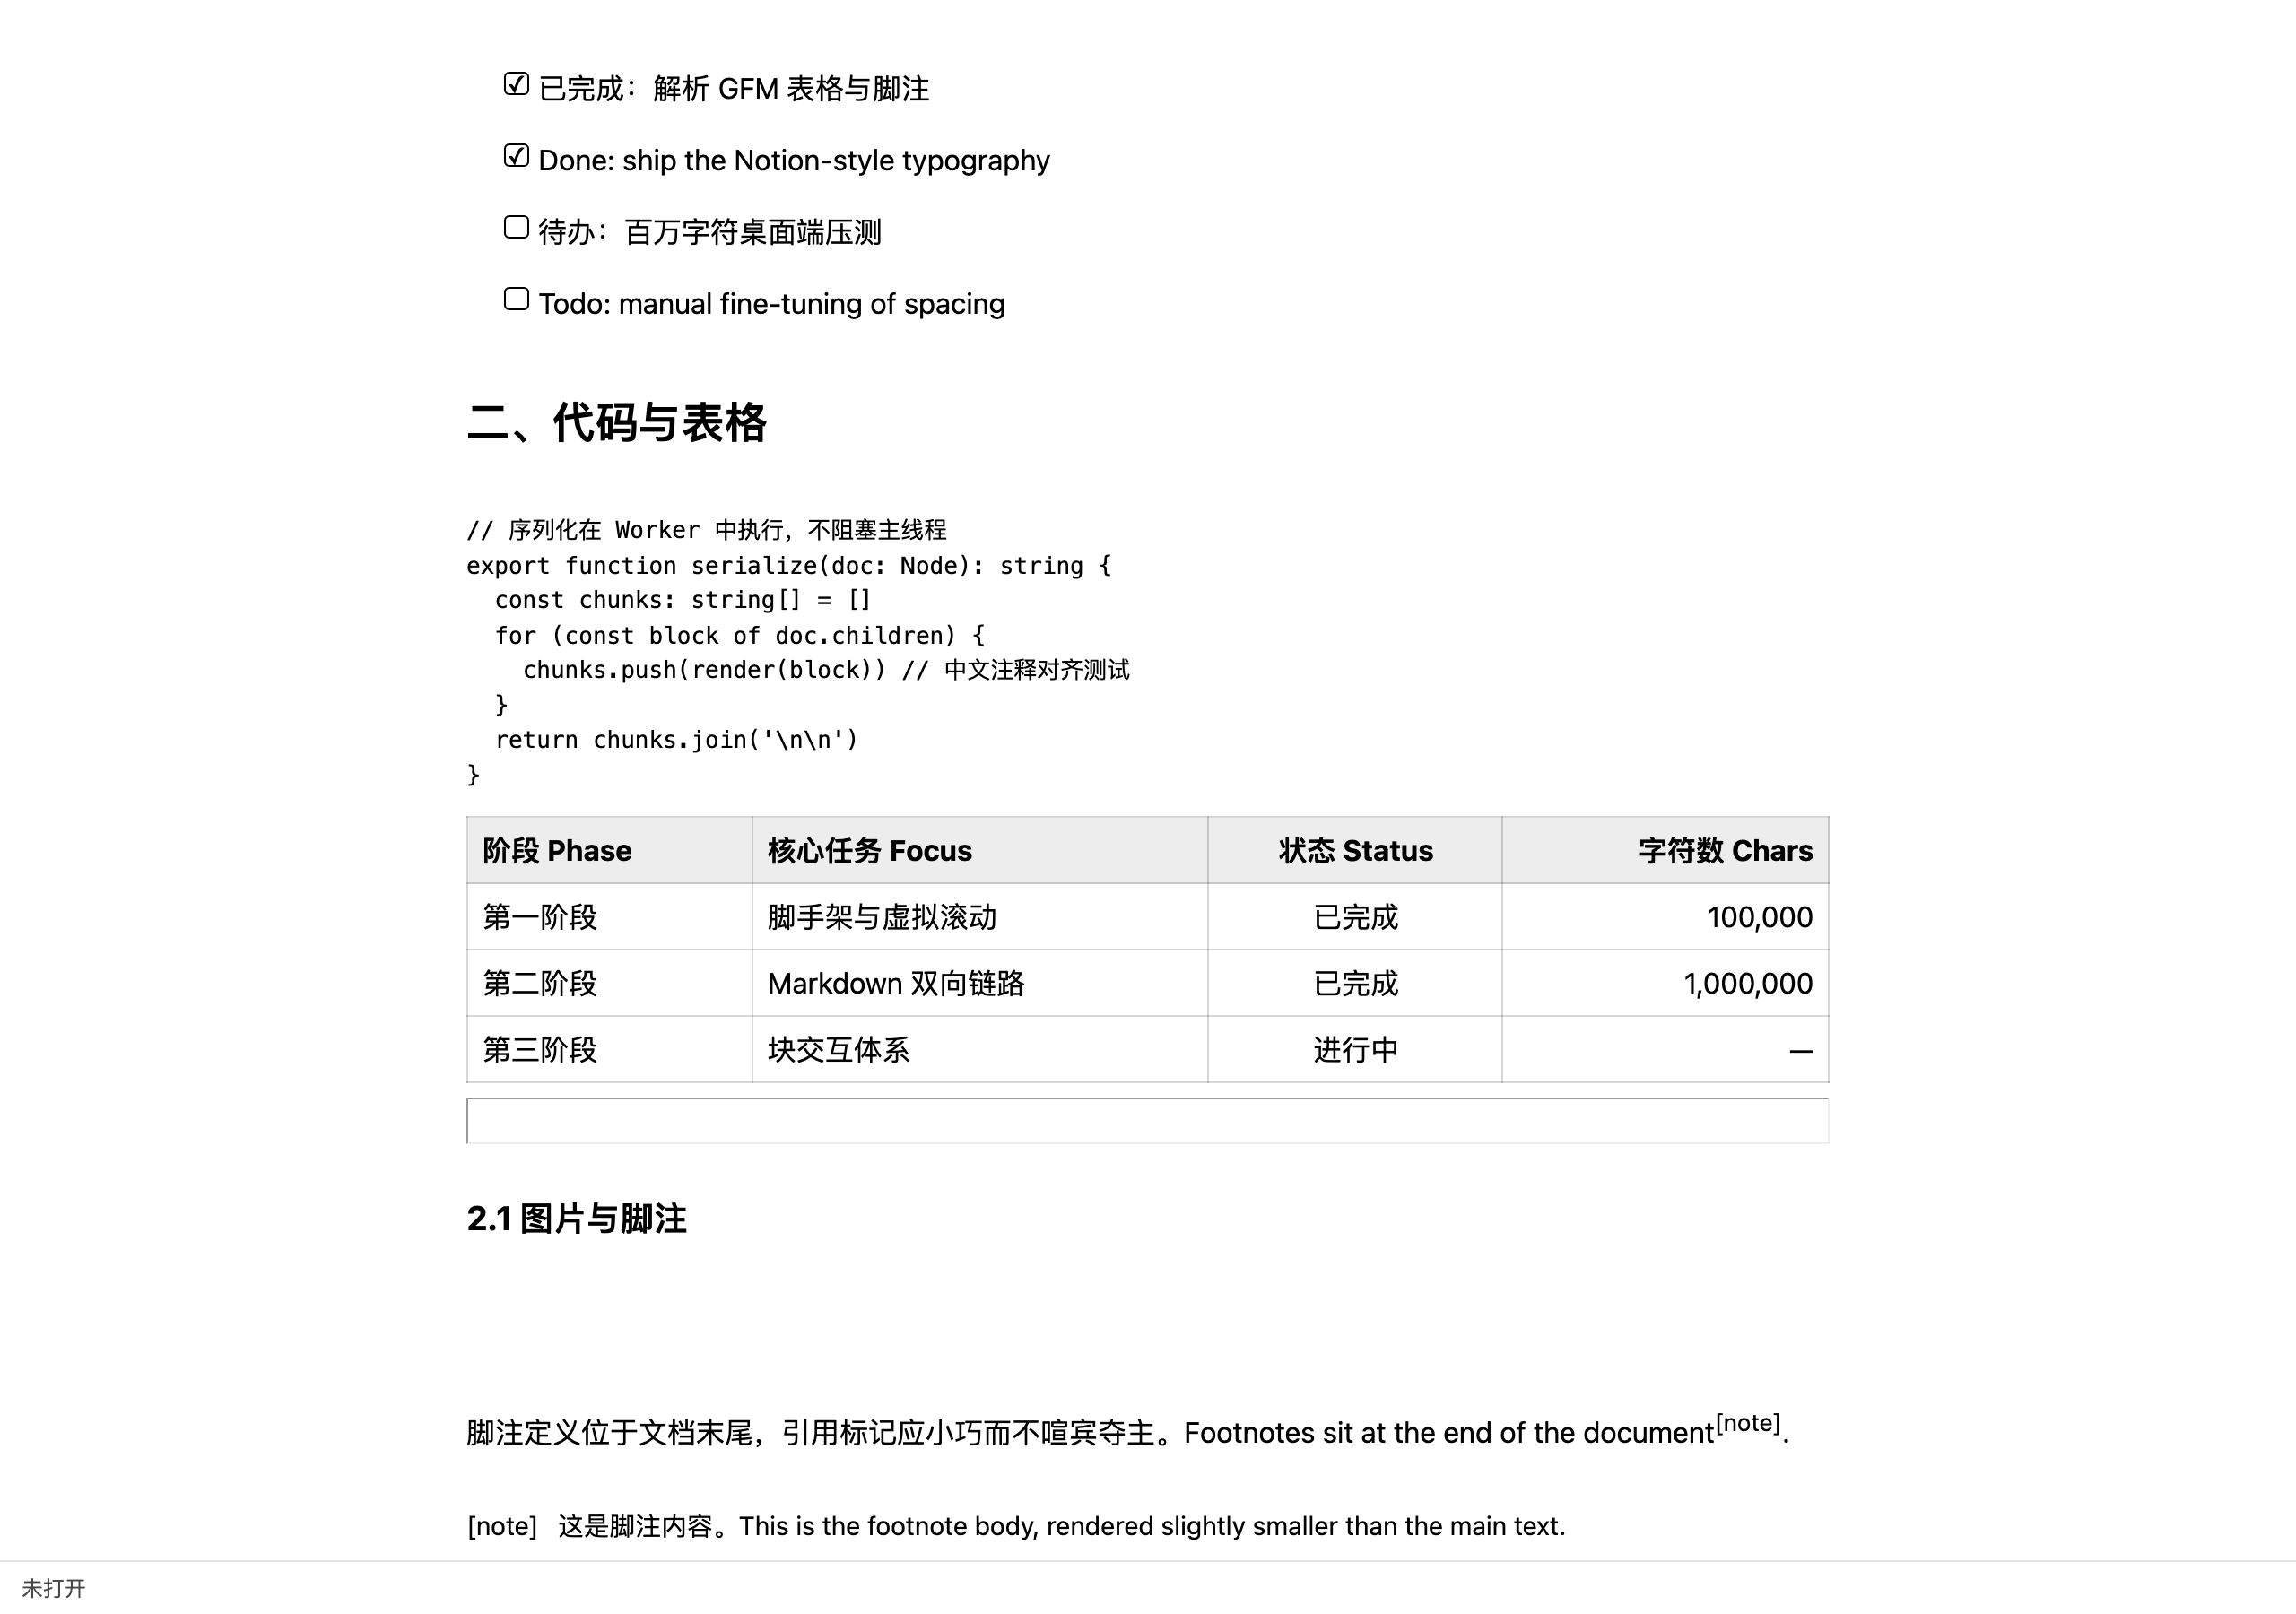 已完成：解析 GFM 表格与脚注
Done: ship the Notion-style typography
待办：百万字符桌面端压测
Todo: manual fine-tuning of spacing
二、代码与表格
// 序列化在 Worker 中执行，不阻塞主线程
export function serialize(doc: Node): string {
  const chunks: string[] = []
  for (const block of doc.children) {
    chunks.push(render(block)) // 中文注释对齐测试
  }
  return chunks.join('\n\n')
}
阶段 Phase 核心任务 Focus 状态 Status 字符数 Chars
第一阶段 脚手架与虚拟滚动 已完成 100,000
第二阶段 Markdown 双向链路 已完成 1,000,000
第三阶段 块交互体系 进行中 —
2.1 图片与脚注
脚注定义位于文档末尾，引用标记应小巧而不喧宾夺主。Footnotes sit at the end of the document[note].
[note] 这是脚注内容。This is the footnote body, rendered slightly smaller than the main text.
未打开